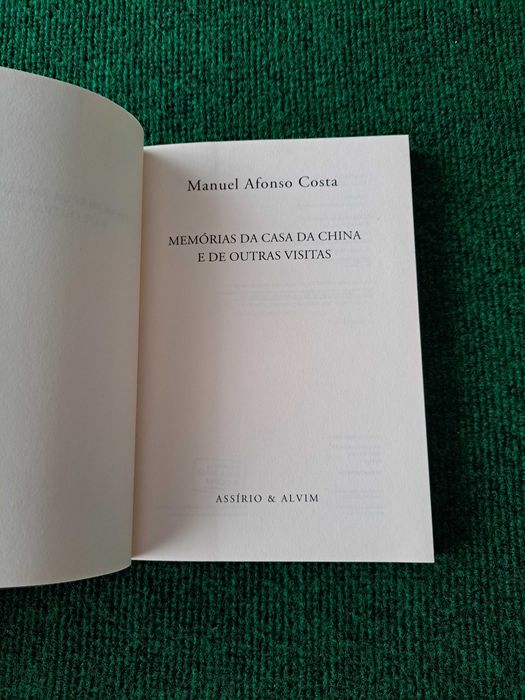 Manuel Afonso Costa
MEMÓRIAS DA CASA DA CHINA
E DE OUTRAS VISITAS
ASSÍRIO & ALVIM